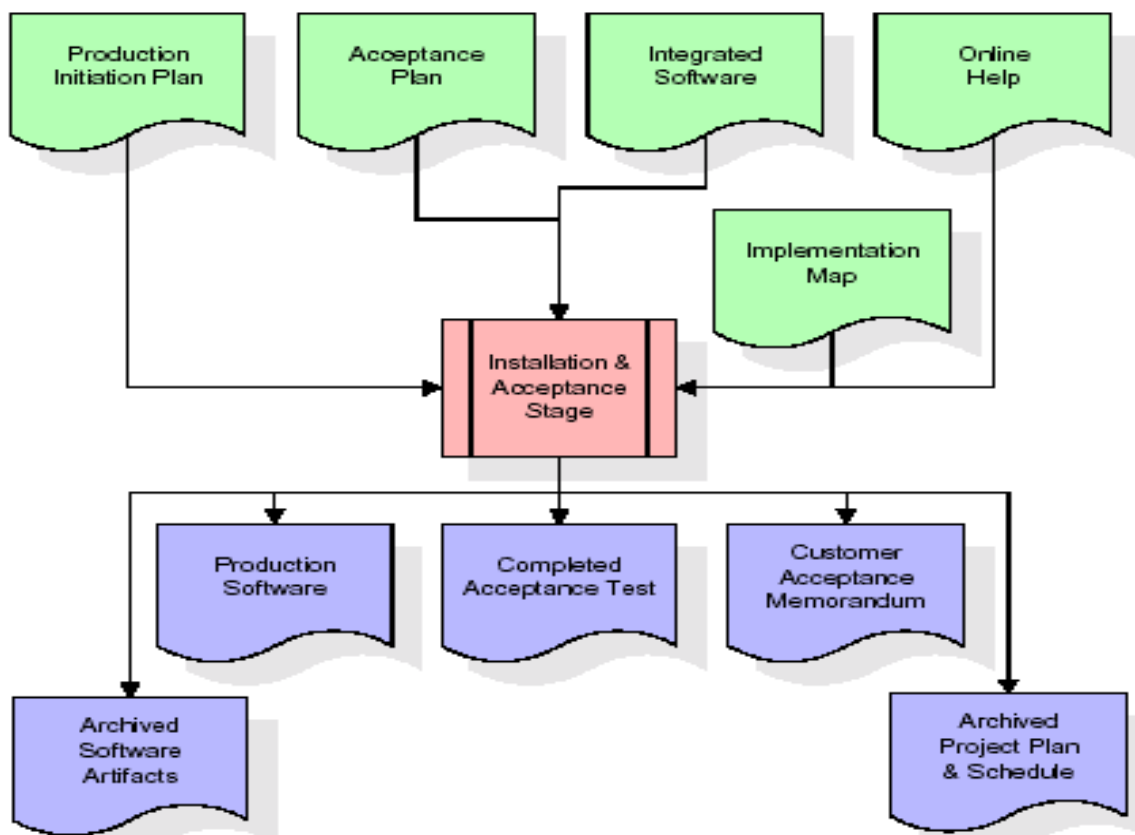 Production
Initiation Plan
Acceptance
Plan
Integrated
Software
Online
Help
Implementation
Map
Installation &
Acceptance
Stage
Production
Software
Completed
Acceptance Test
Customer
Acceptance
Memorandum
Archived
Software
Artifacts
Archived
Project Plan
& Schedule